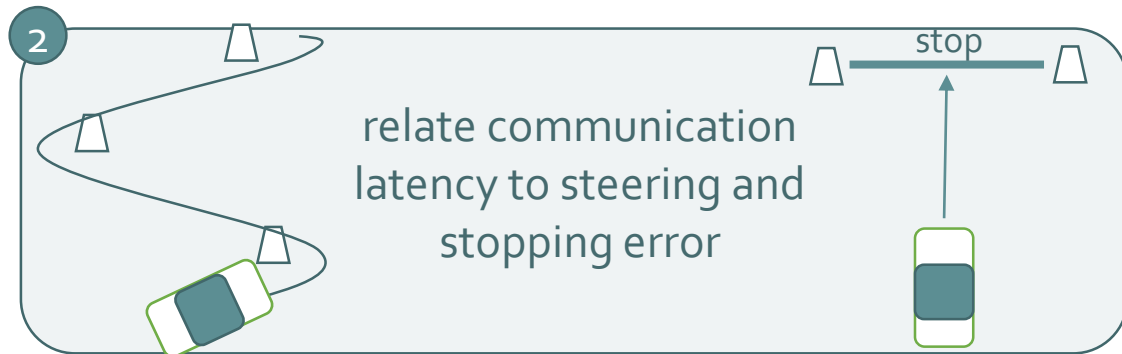 2
stop
relate communication
latency to steering and
stopping error